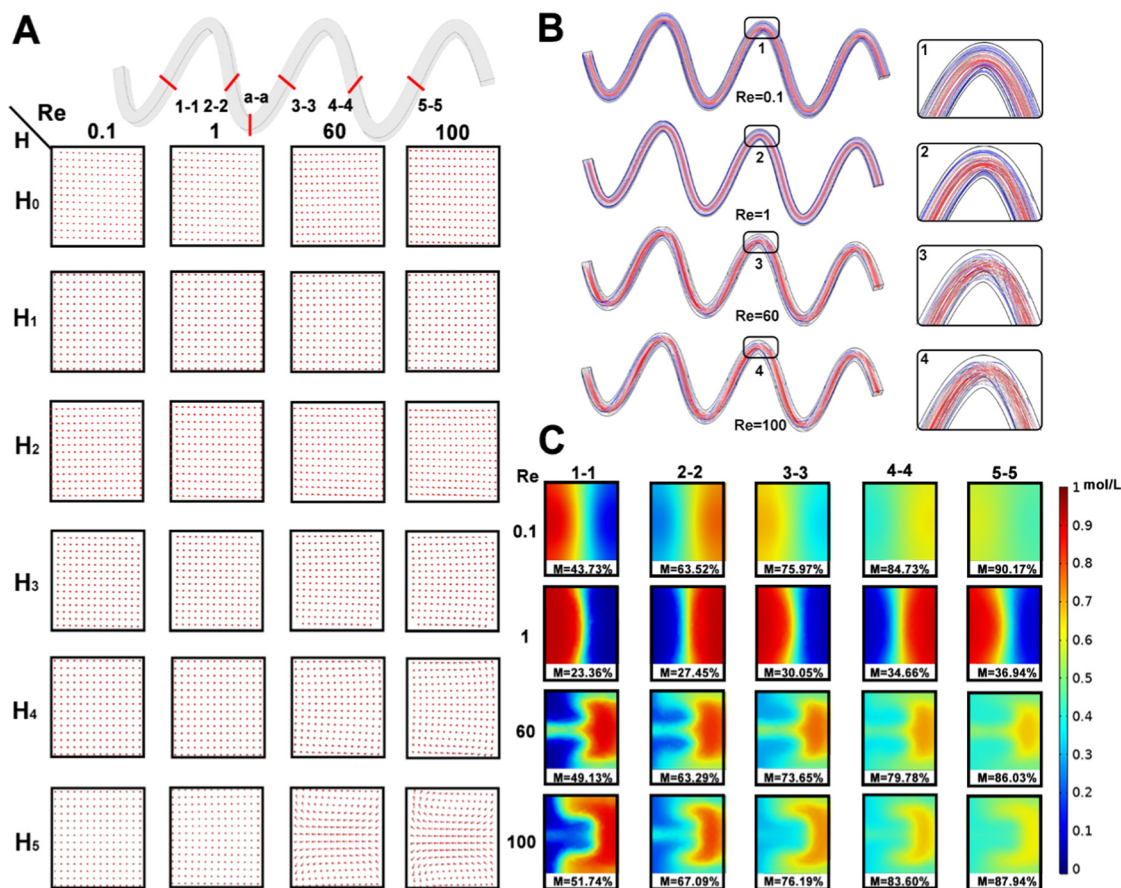 A
1-1 2-2 a-a 3-3 4-4 5-5
Re
H
0.1 1 60 100
H0
H1
H2
H3
H4
H5
B
1
Re=0.1
1
2
Re=1
2
3
Re=60
3
4
Re=100
4
C
Re 1-1 2-2 3-3 4-4 5-5
0.1
M=43.73% M=63.52% M=75.97% M=84.73% M=90.17%
1
M=23.36% M=27.45% M=30.05% M=34.66% M=36.94%
60
M=49.13% M=63.29% M=73.65% M=79.78% M=86.03%
100
M=51.74% M=67.09% M=76.19% M=83.60% M=87.94%
1 mol/L
0.9
0.8
0.7
0.6
0.5
0.4
0.3
0.2
0.1
0